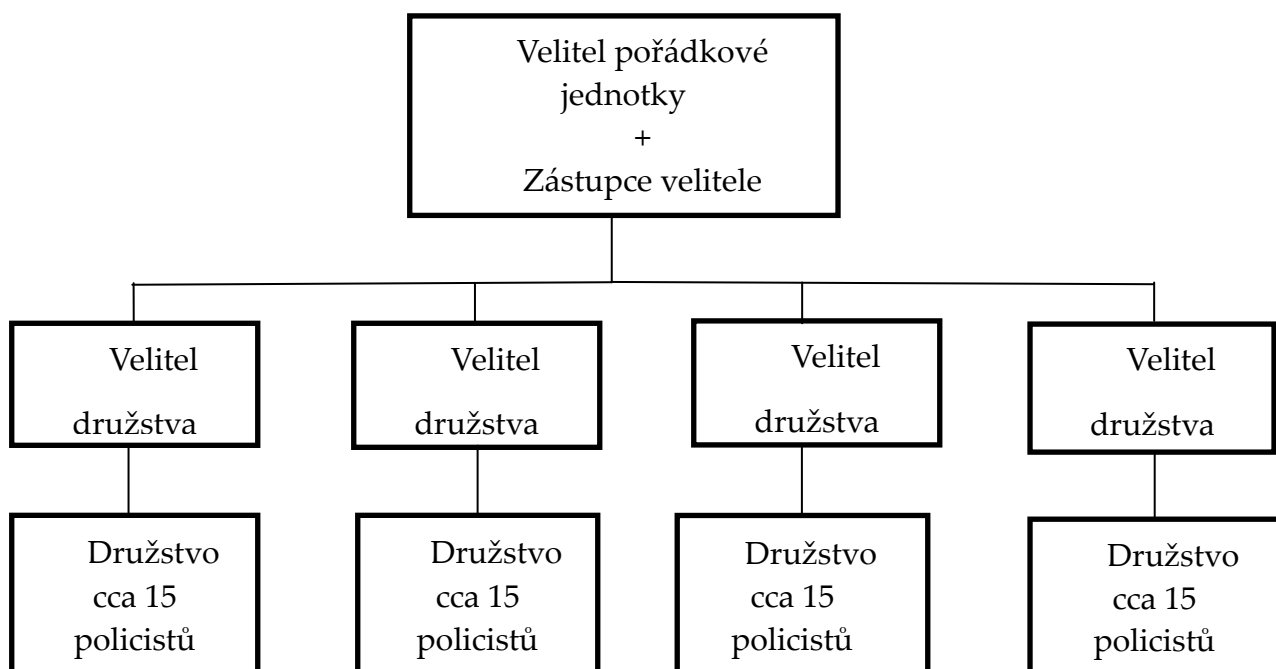 Velitel pořádkové
jednotky
+
Zástupce velitele
Velitel
družstva
Velitel
družstva
Velitel
družstva
Velitel
družstva
Družstvo
cca 15
policistů
Družstvo
cca 15
policistů
Družstvo
cca 15
policistů
Družstvo
cca 15
policistů